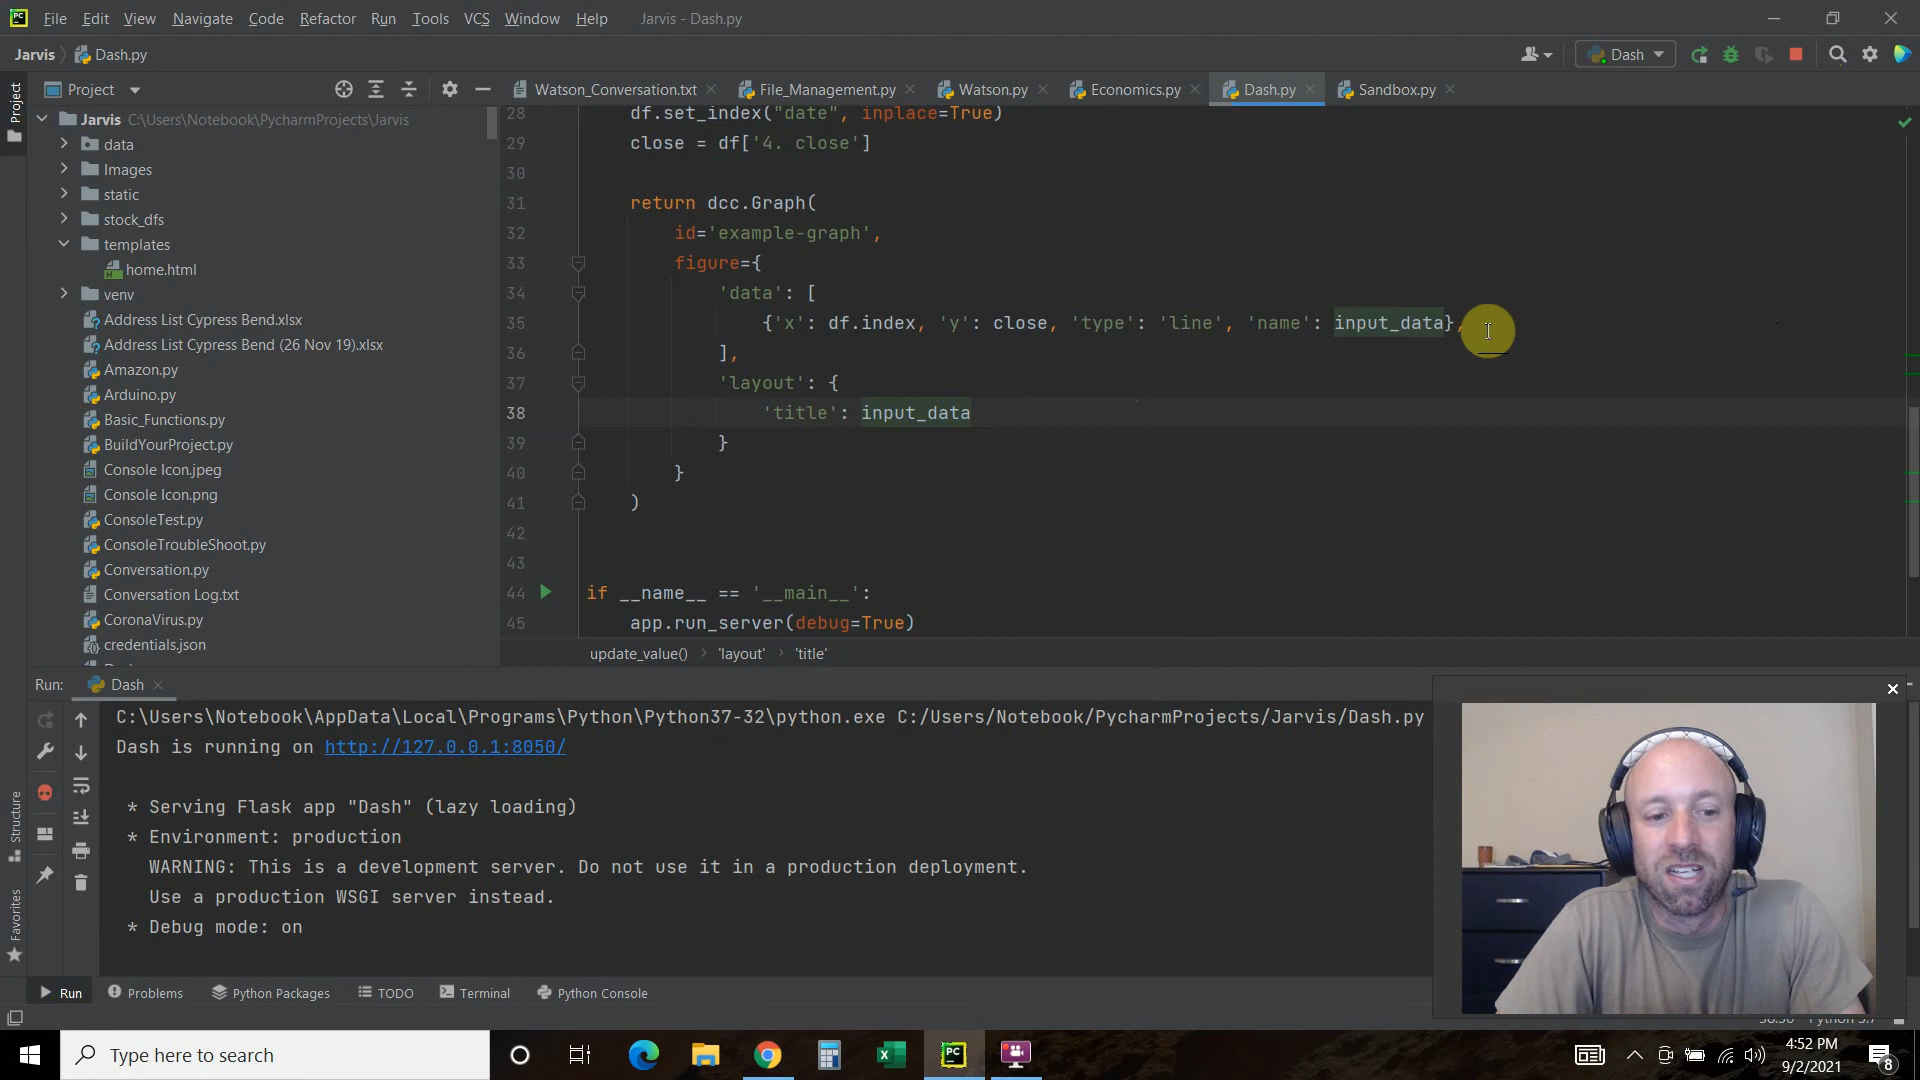 File Edit View Navigate Code Refactor Run Tools VCS Window Help Jarvis - Dash.py
Jarvis Dash.py Dash
Project
Watson_Conversation.txt File_Management.py Watson.py Economics.py Dash.py Sandbox.py
Project
Jarvis C:\Users\Notebook\PycharmProjects\Jarvis
data
Images
static
stock_dfs
templates
home.html
venv
Address List Cypress Bend.xlsx
Address List Cypress Bend (26 Nov 19).xlsx
Amazon.py
Arduino.py
Basic_Functions.py
BuildYourProject.py
Console Icon.jpeg
Console Icon.png
ConsoleTest.py
ConsoleTroubleShoot.py
Conversation.py
Conversation Log.txt
CoronaVirus.py
credentials.json
28 df.set_index("date", inplace=True)
29 close = df['4. close']
30
31 return dcc.Graph(
32 id='example-graph',
33 figure={
34 'data': [
35 {'x': df.index, 'y': close, 'type': 'line', 'name': input_data},
36 ],
37 'layout': {
38 'title': input_data
39 }
40 }
41 )
42
43
44 if __name__ == '__main__':
45 app.run_server(debug=True)
update_value() 'layout' 'title'
Run: Dash
C:\Users\Notebook\AppData\Local\Programs\Python\Python37-32\python.exe C:/Users/Notebook/PycharmProjects/Jarvis/Dash.py
Dash is running on http://127.0.0.1:8050/
* Serving Flask app "Dash" (lazy loading)
* Environment: production
WARNING: This is a development server. Do not use it in a production deployment.
Use a production WSGI server instead.
* Debug mode: on
Structure
Favorites
Run Problems Python Packages TODO Terminal Python Console
Type here to search
4:52 PM
9/2/2021
8